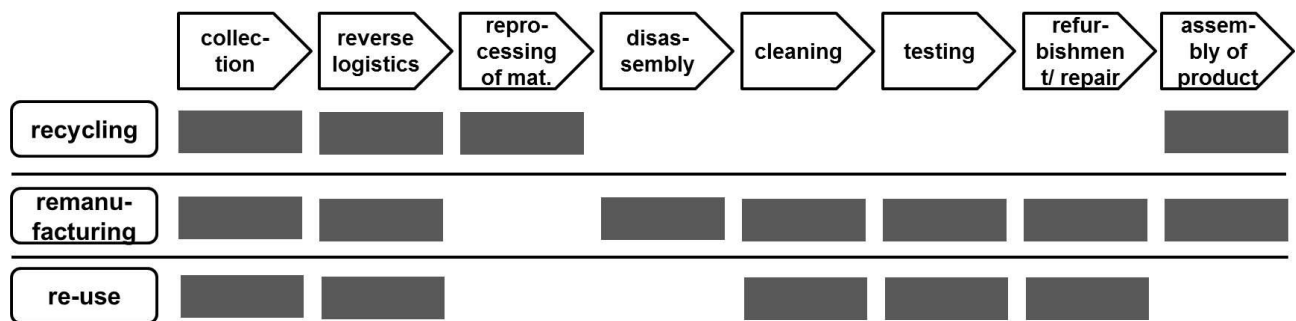 collec-
tion
reverse
logistics
repro-
cessing
of mat.
disas-
sembly
cleaning
testing
refur-
bishmen
t/ repair
assem-
bly of
product
recycling
remanu-
facturing
re-use